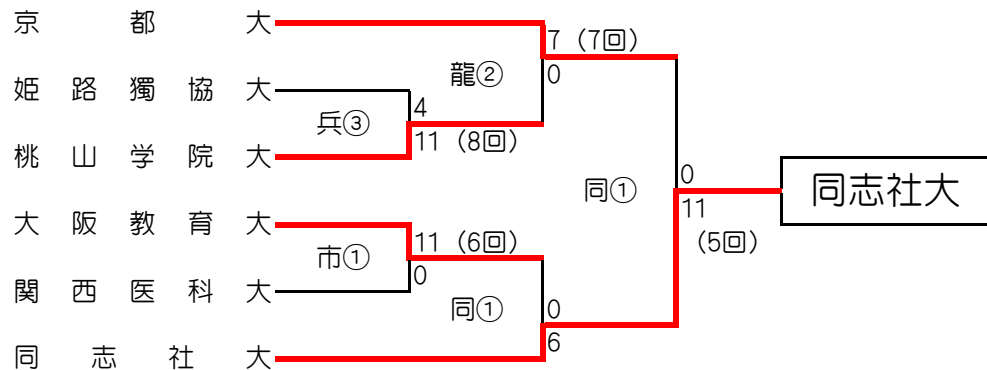 京都大
7 (7回)
龍②
0
姫路獨協大
4
兵③
11 (8回)
桃山学院大
同①
0
同志社大
11
(5回)
大阪教育大
11 (6回)
市①
0
関西医科大
同①
0
6
同志社大